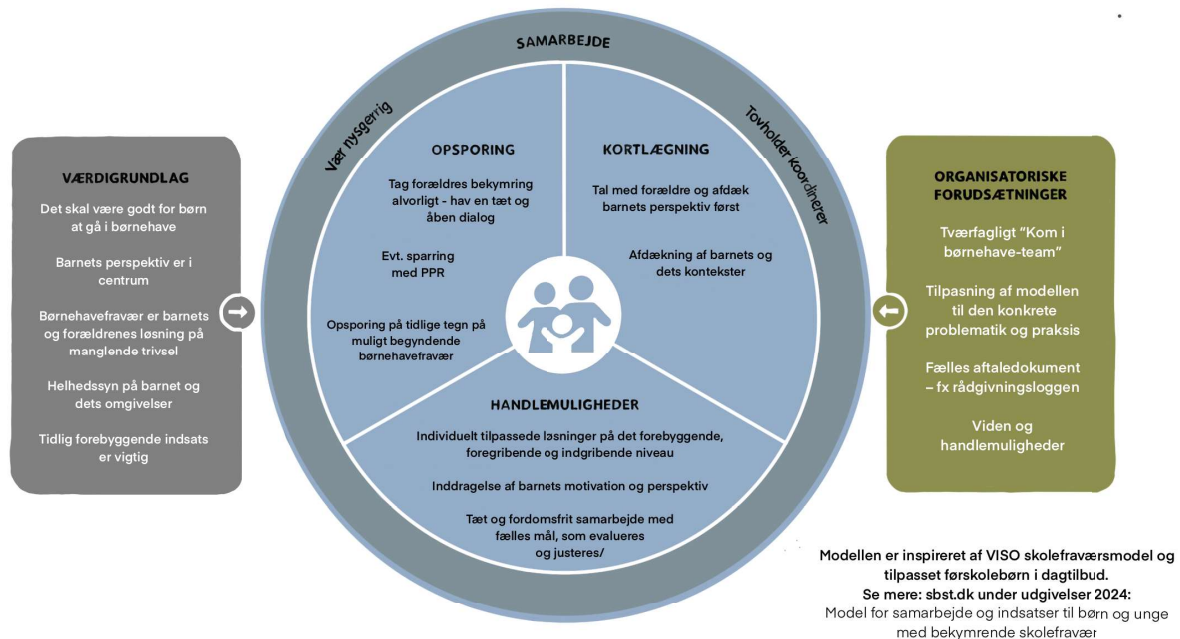 SAMARBEJDE
Vær nysgerrig
Tovholder koordinerer
VÆRDIGRUNDLAG
Det skal være godt for børn
at gå i børnehave
Barnets perspektiv er i
centrum
Børnehavefravær er barnets
og forældrenes løsning på
manglende trivsel
Helhedssyn på barnet og
dets omgivelser
Tidlig forebyggende indsats
er vigtig
OPSPORING
Tag forældres bekymring
alvorligt - hav en tæt og
åben dialog
Evt. sparring
med PPR
Opsporing på tidlige tegn på
muligt begyndende
børnehavefravær
KORTLÆGNING
Tal med forældre og afdæk
barnets perspektiv først
Afdækning af barnets og
dets kontekster
HANDLEMULIGHEDER
Individuelt tilpassede løsninger på det forebyggende,
foregribende og indgribende niveau
Inddragelse af barnets motivation og perspektiv
Tæt og fordomsfrit samarbejde med
fælles mål, som evalueres
og justeres/
ORGANISATORISKE
FORUDSÆTNINGER
Tværfagligt "Kom i
børnehave-team"
Tilpasning af modellen
til den konkrete
problematik og praksis
Fælles aftaledokument
– fx rådgivningsloggen
Viden og
handlemuligheder
Modellen er inspireret af VISO skolefraværsmodel og
tilpasset førskolebørn i dagtilbud.
Se mere: sbst.dk under udgivelser 2024:
Model for samarbejde og indsatser til børn og unge
med bekymrende skolefravær